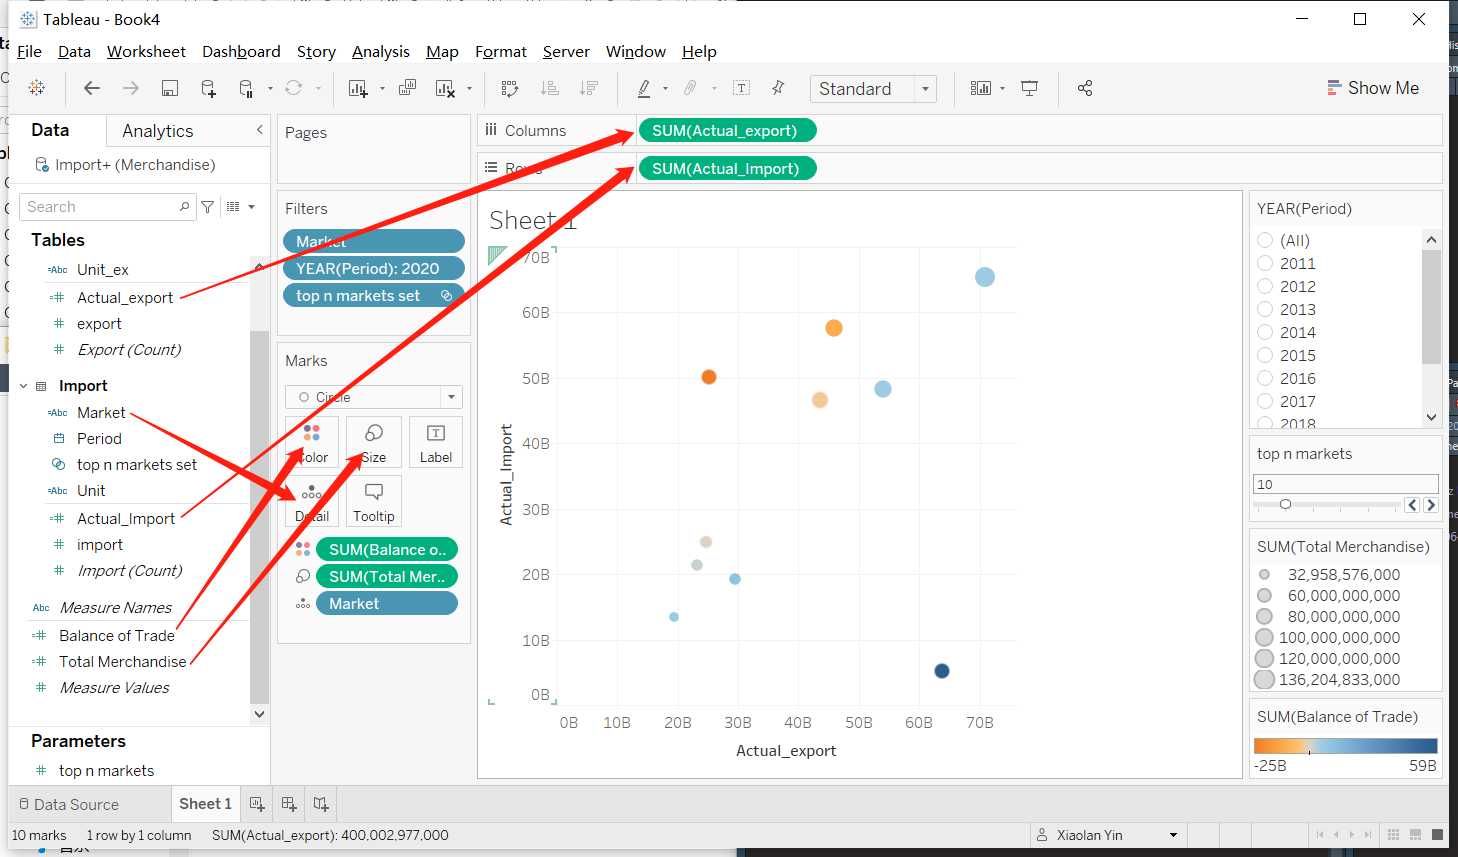 Tableau - Book4
File Data Worksheet Dashboard Story Analysis Map Format Server Window Help
Standard
Show Me
Data Analytics
Import+ (Merchandise)
Search
Tables
Abc Unit_ex
Actual_export
export
Export (Count)
Import
Abc Market
Period
top n markets set
Abc Unit
Actual_Import
import
Import (Count)
Abc Measure Names
Balance of Trade
Total Merchandise
Measure Values
Parameters
top n markets
Pages
Filters
Market
YEAR(Period): 2020
top n markets set
Marks
Circle
Color
Size
Label
Detail
Tooltip
SUM(Balance o..
SUM(Total Mer..
Market
Columns
SUM(Actual_export)
Rows
SUM(Actual_Import)
Sheet 1
70B
60B
50B
40B
30B
20B
10B
0B
Actual_Import
0B 10B 20B 30B 40B 50B 60B 70B
Actual_export
YEAR(Period)
(All)
2011
2012
2013
2014
2015
2016
2017
2018
top n markets
10
SUM(Total Merchandise)
32,958,576,000
60,000,000,000
80,000,000,000
100,000,000,000
120,000,000,000
136,204,833,000
SUM(Balance of Trade)
-25B 59B
Data Source Sheet 1
10 marks 1 row by 1 column SUM(Actual_export): 400,002,977,000
Xiaolan Yin